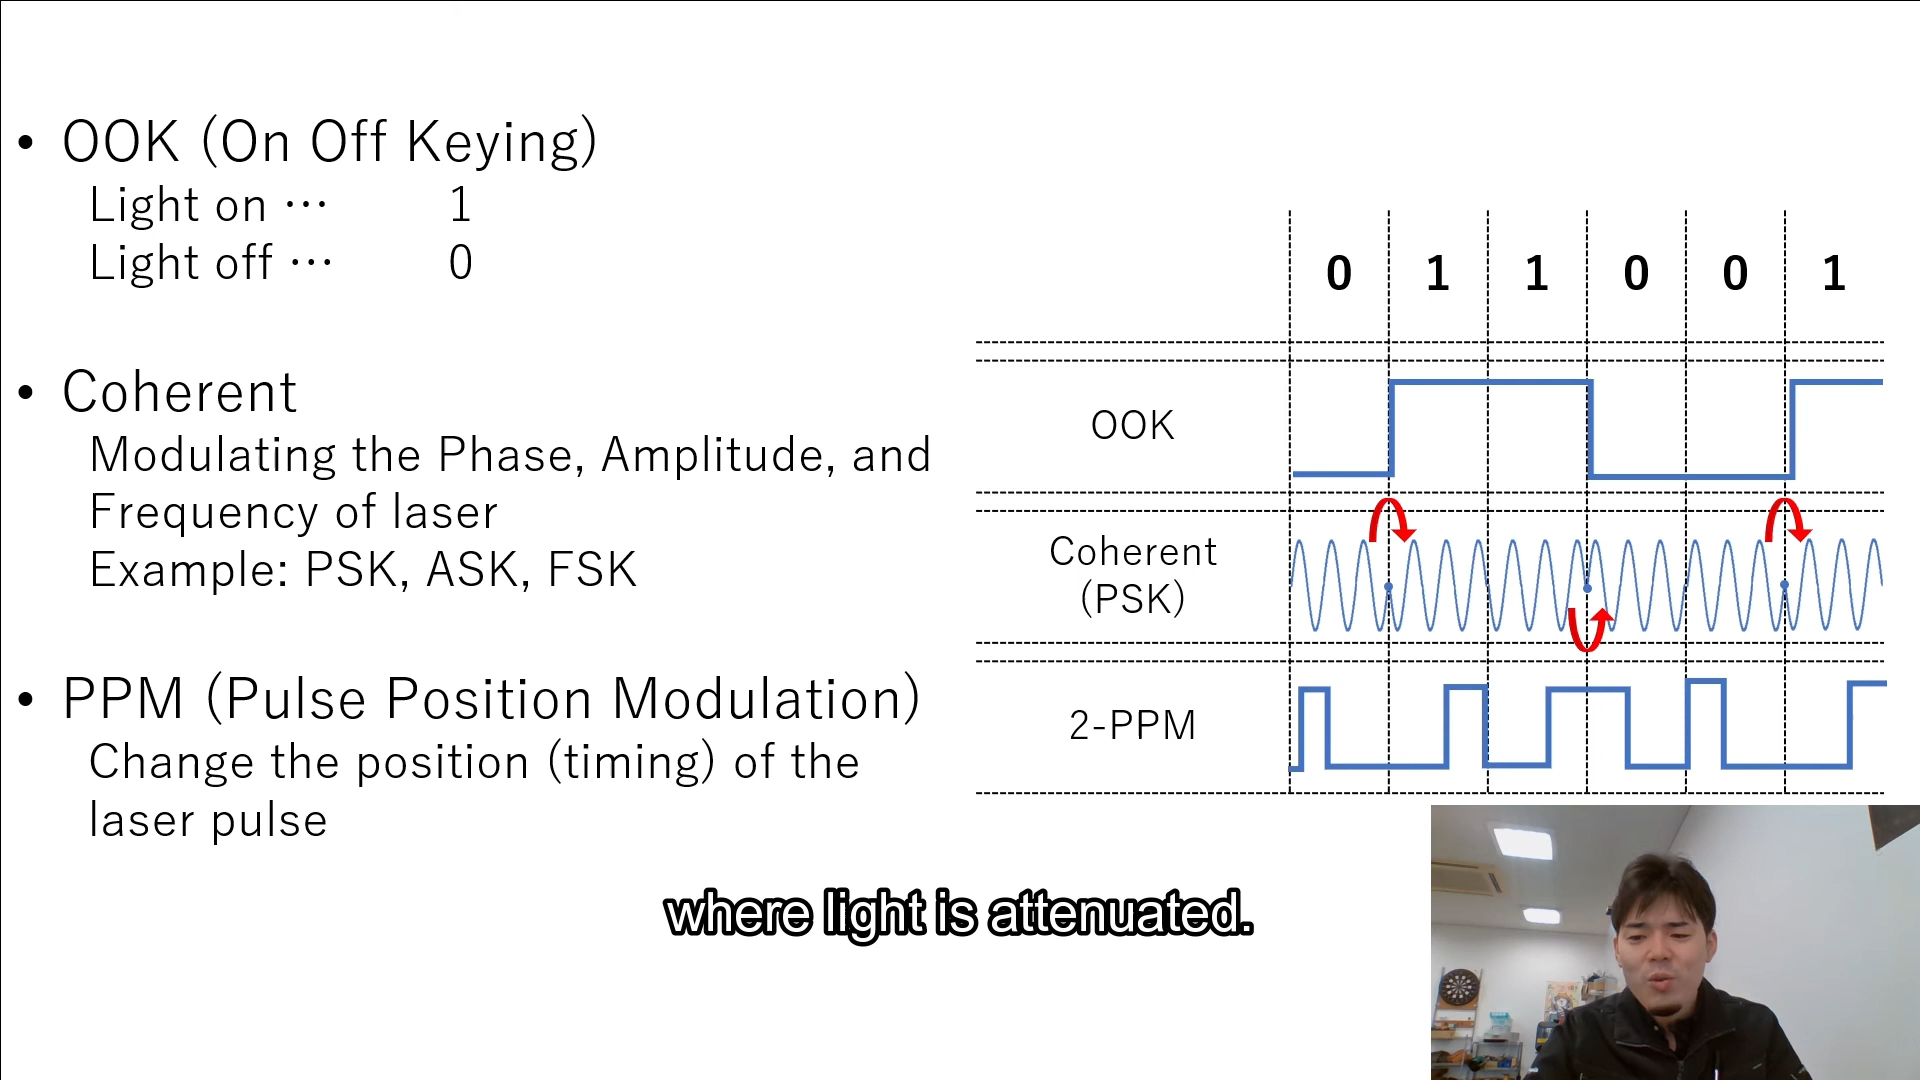 • OOK (On Off Keying)
Light on … 1
Light off … 0
• Coherent
Modulating the Phase, Amplitude, and
Frequency of laser
Example: PSK, ASK, FSK
• PPM (Pulse Position Modulation)
Change the position (timing) of the
laser pulse
0 1 1 0 0 1
OOK
Coherent
(PSK)
2-PPM
where light is attenuated.